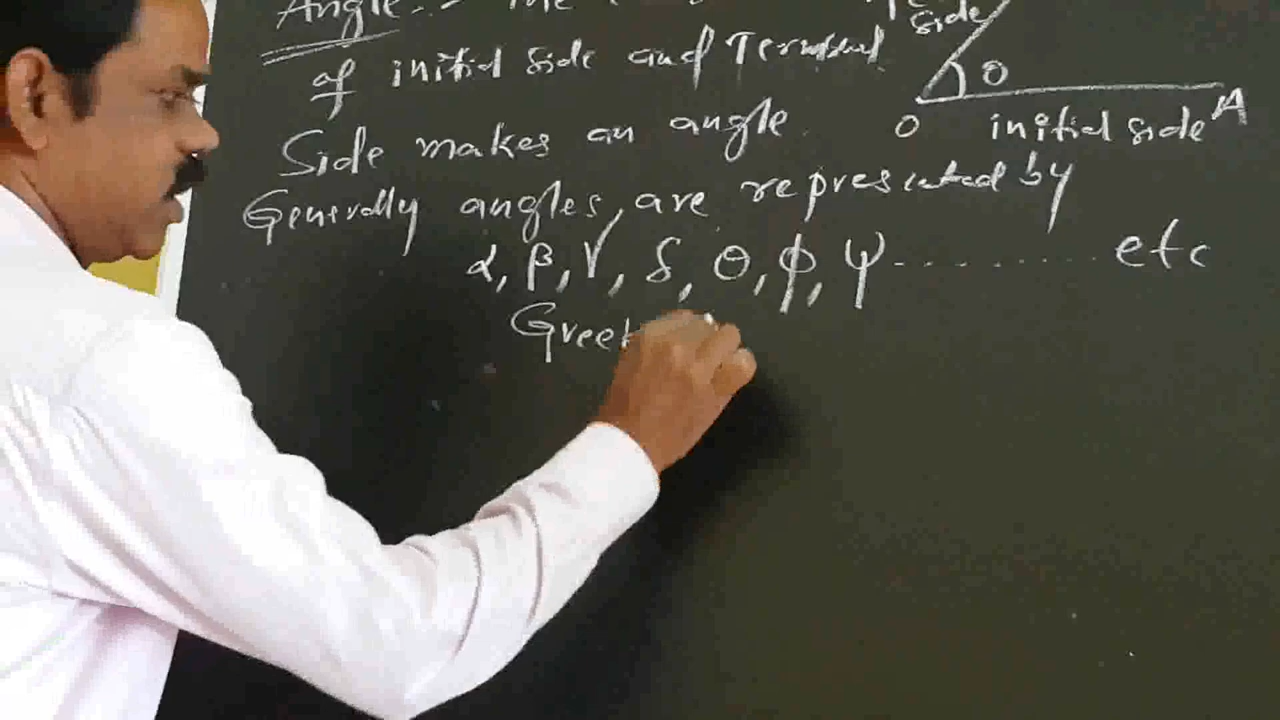 Angle :- The
side
of initial side and Terminal
θ
Side makes an angle.
O initial side A
Generally angles, are represented by
α, β, γ, δ, θ, ϕ, ψ ......... etc
Greek